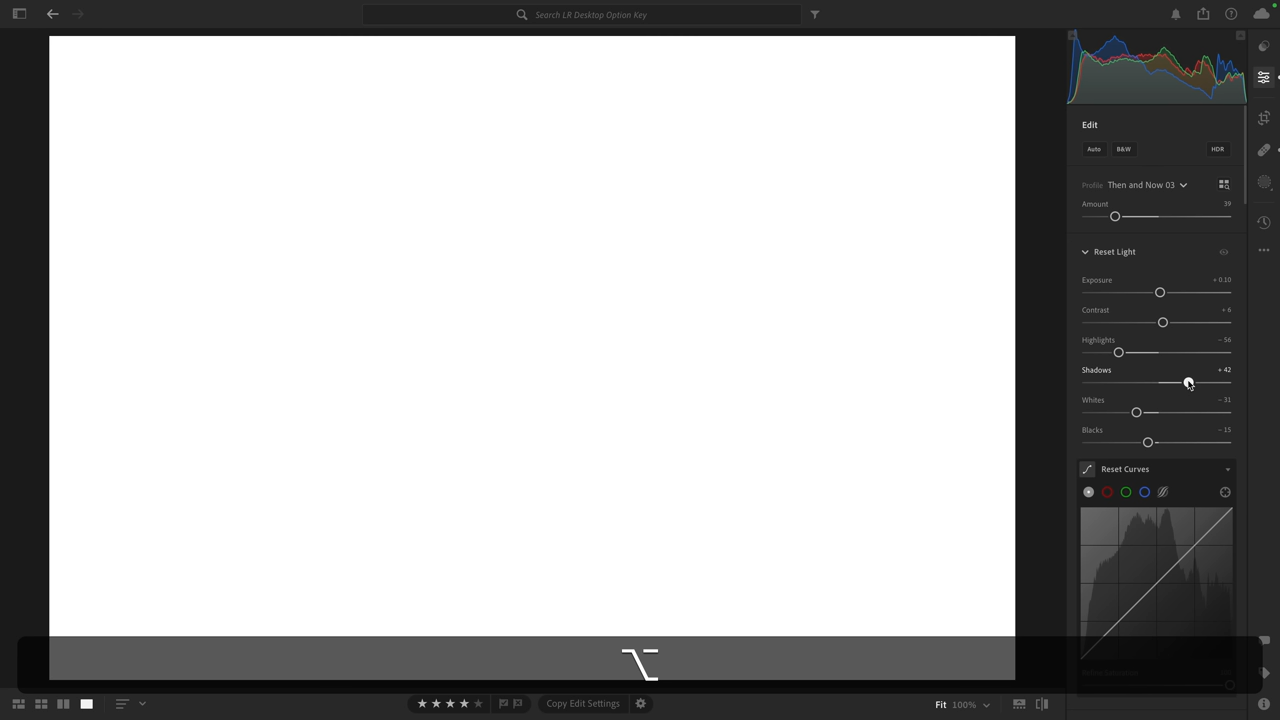 Search LR Desktop Option Key
Edit
Auto B&W HDR
Profile Then and Now 03
Amount 39
Reset Light
Exposure + 0.10
Contrast + 6
Highlights − 56
Shadows + 42
Whites − 31
Blacks − 15
Reset Curves
Copy Edit Settings
Fit 100%